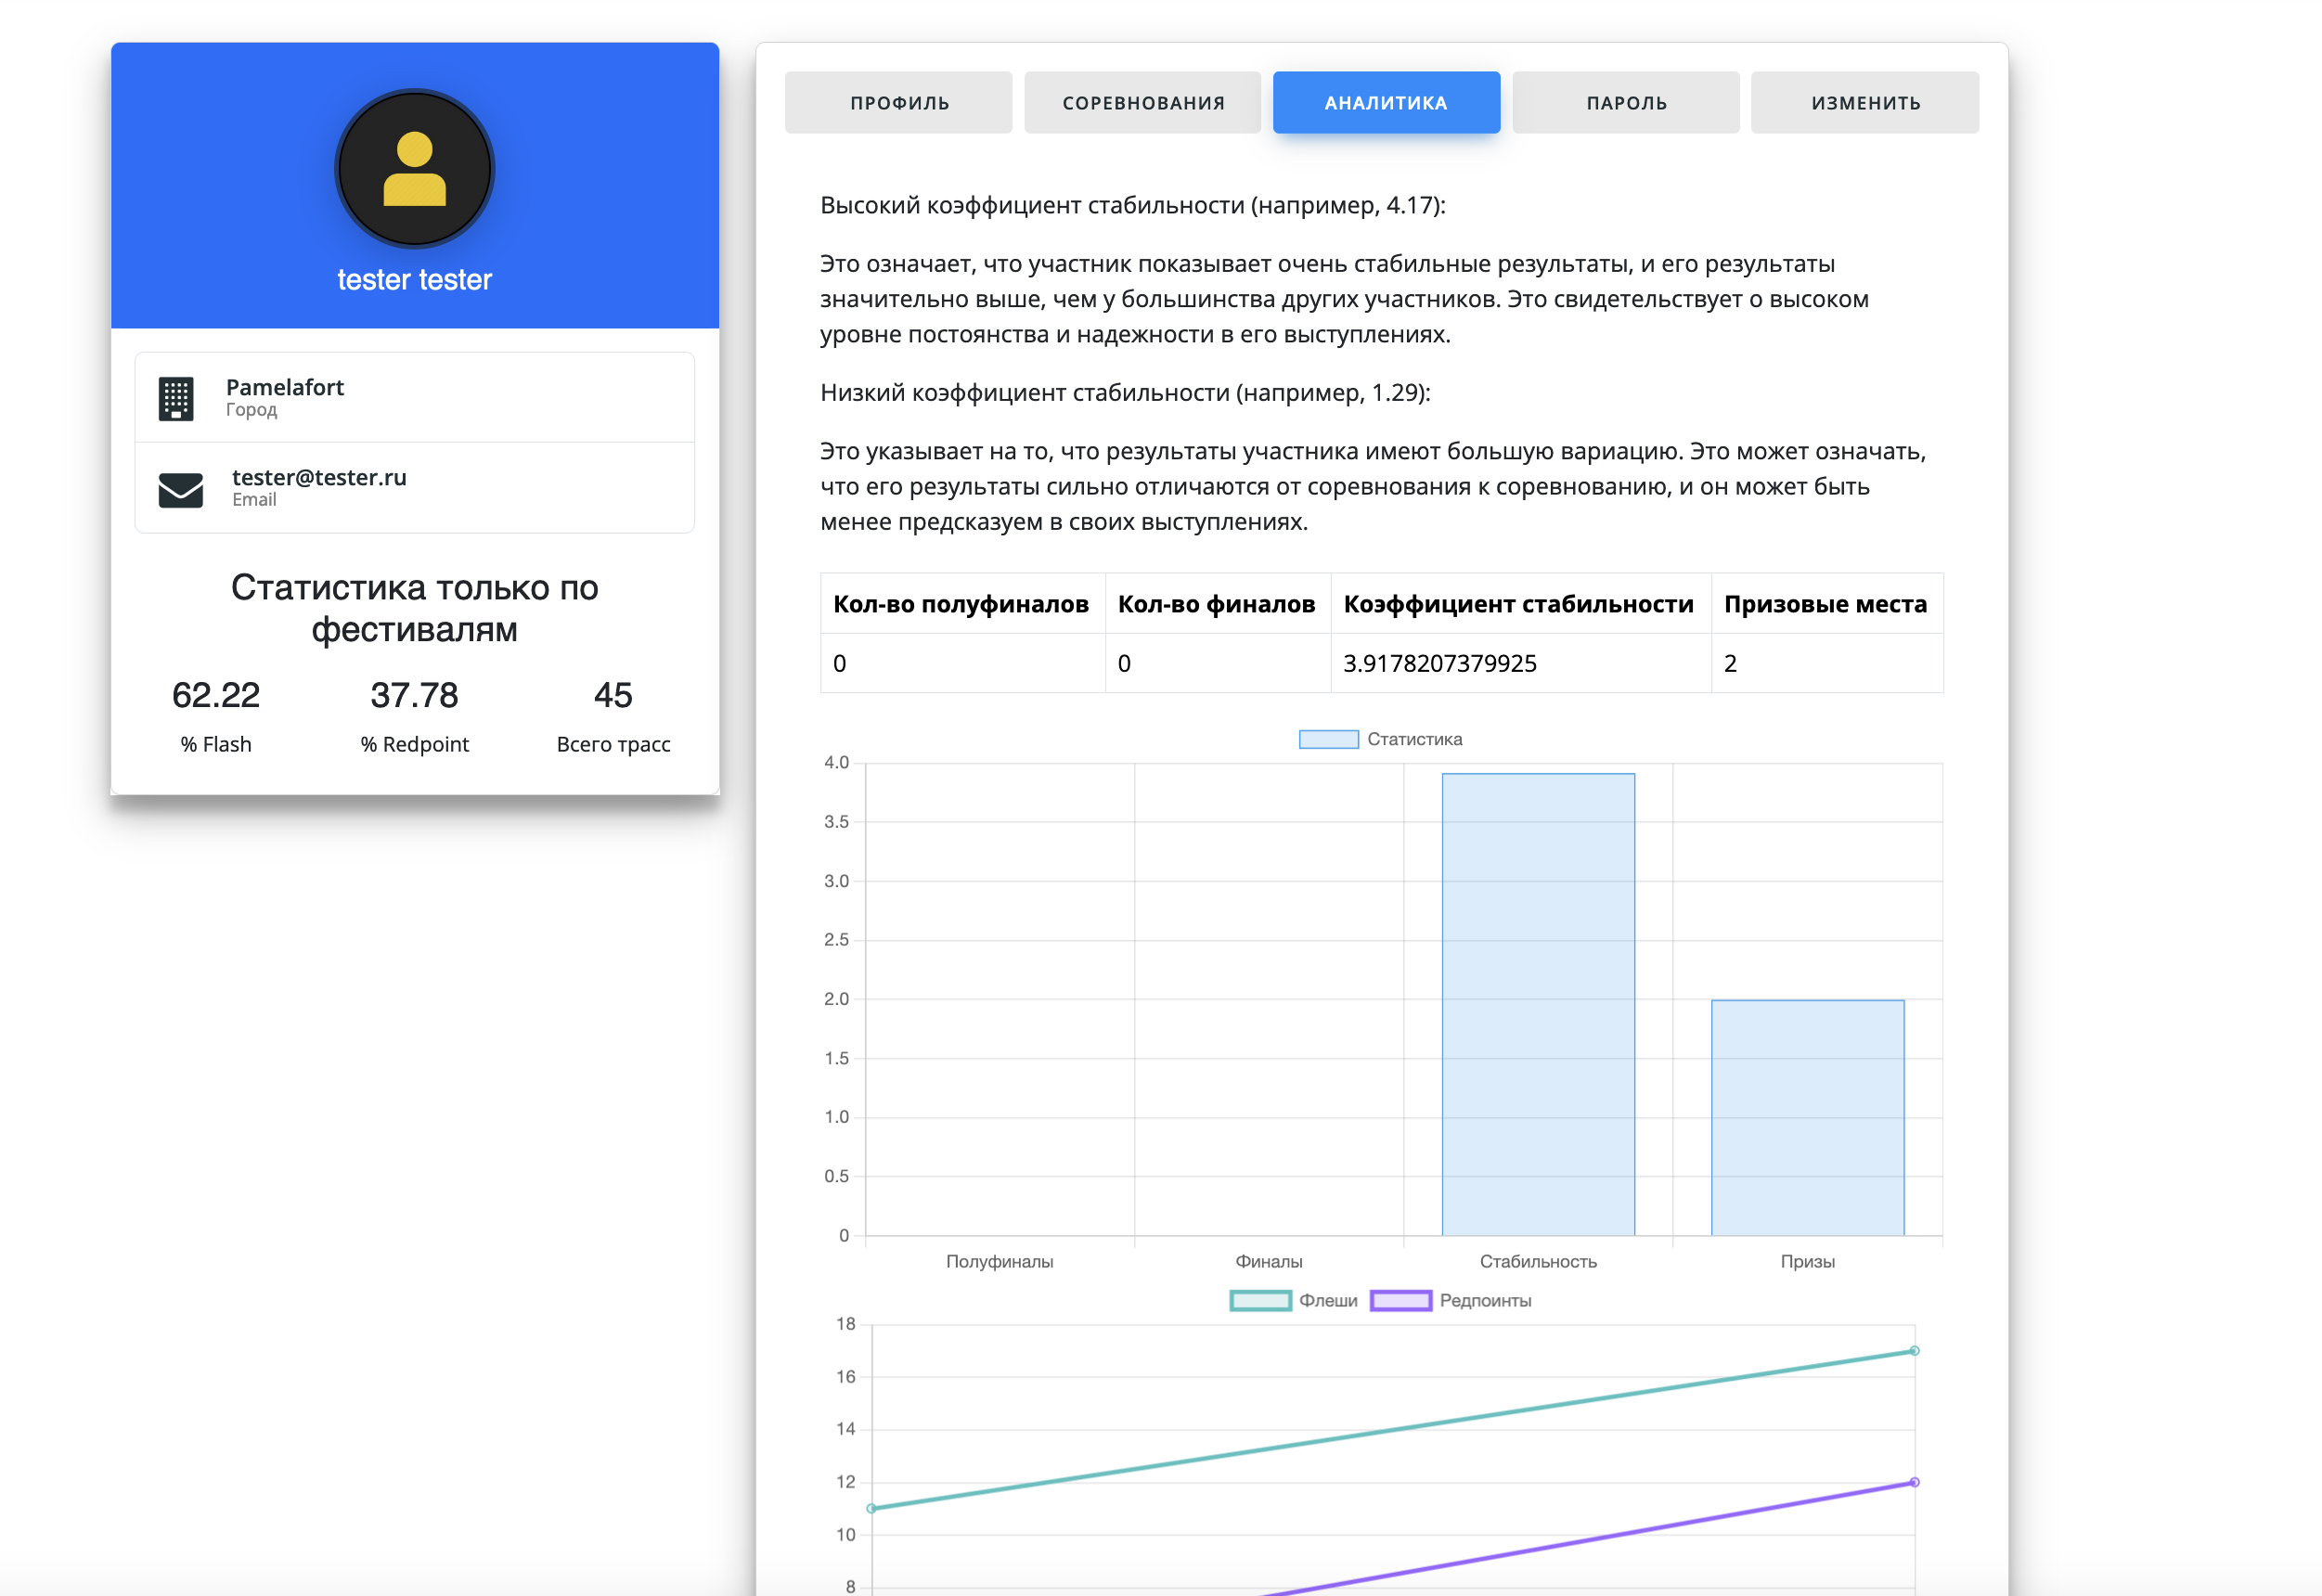 tester tester
Pamelafort
Город
tester@tester.ru
Email
Статистика только по
фестивалям
62.22
37.78
45
% Flash
% Redpoint
Всего трасс
ПРОФИЛЬ
СОРЕВНОВАНИЯ
АНАЛИТИКА
ПАРОЛЬ
ИЗМЕНИТЬ
Высокий коэффициент стабильности (например, 4.17):
Это означает, что участник показывает очень стабильные результаты, и его результаты
значительно выше, чем у большинства других участников. Это свидетельствует о высоком
уровне постоянства и надежности в его выступлениях.
Низкий коэффициент стабильности (например, 1.29):
Это указывает на то, что результаты участника имеют большую вариацию. Это может означать,
что его результаты сильно отличаются от соревнования к соревнованию, и он может быть
менее предсказуем в своих выступлениях.
Кол-во полуфиналов
Кол-во финалов
Коэффициент стабильности
Призовые места
0
0
3.9178207379925
2
Статистика
4.0
3.5
3.0
2.5
2.0
1.5
1.0
0.5
0
Полуфиналы
Финалы
Стабильность
Призы
Флеши
Редпоинты
18
16
14
12
10
8